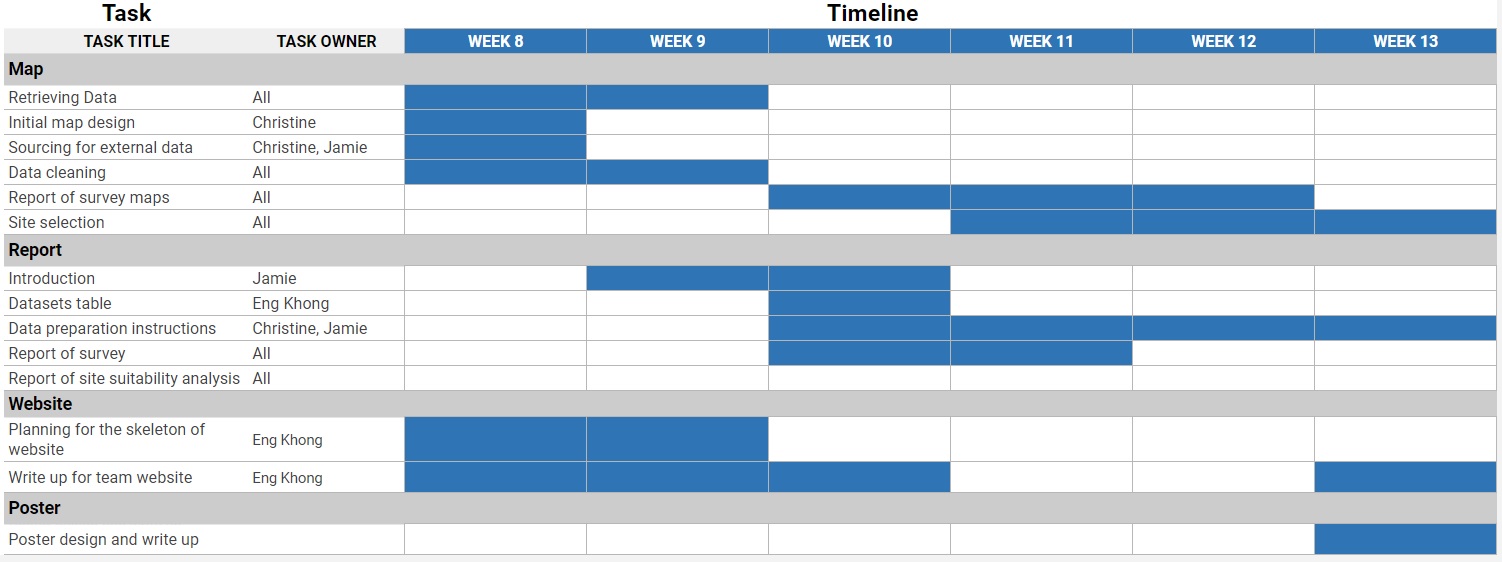 Task Timeline
TASK TITLE TASK OWNER WEEK 8 WEEK 9 WEEK 10 WEEK 11 WEEK 12 WEEK 13
Map
Retrieving Data All
Initial map design Christine
Sourcing for external data Christine, Jamie
Data cleaning All
Report of survey maps All
Site selection All
Report
Introduction Jamie
Datasets table Eng Khong
Data preparation instructions Christine, Jamie
Report of survey All
Report of site suitability analysis All
Website
Planning for the skeleton of
website Eng Khong
Write up for team website Eng Khong
Poster
Poster design and write up